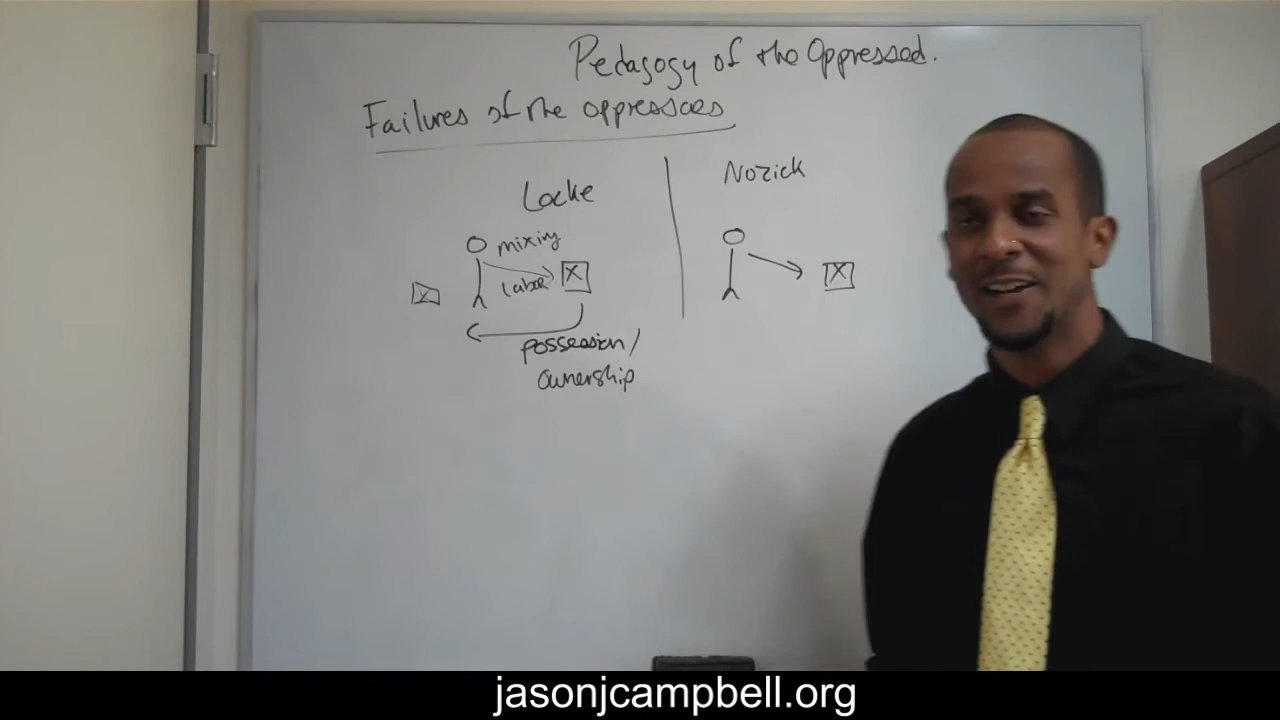 Pedagogy of the Oppressed.
Failures of the oppressors
Locke
Nozick
mixing
labor
X
X
X
possession/
ownership
jasonjcampbell.org